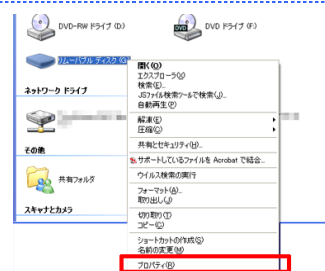 DVD-RW ドライブ (D:)
DVD ドライブ (F:)
リムーバブル ディスク (G:)
開く(O)
エクスプローラ(X)
検索(E)...
JSファイル検索ツールで検索(J)...
自動再生(P)
ネットワーク ドライブ
解凍(E)
圧縮(C)
共有とセキュリティ(H)...
その他
サポートしているファイルを Acrobat で結合...
共有フォルダ
ウイルス検索の実行
フォーマット(A)...
取り出し(J)
スキャナとカメラ
切り取り(T)
コピー(C)
ショートカットの作成(S)
名前の変更(M)
プロパティ(R)